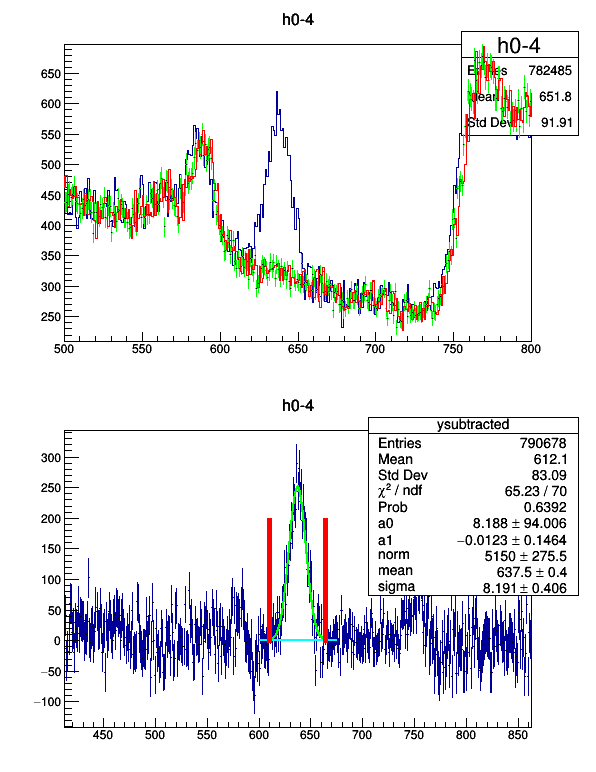 h0-4
h0-4
Entries 782485
Mean 651.8
Std Dev 91.91
650
600
550
500
450
400
350
300
250
500 550 600 650 700 750 800
h0-4
ysubtracted
Entries 790678
Mean 612.1
Std Dev 83.09
χ² / ndf 65.23 / 70
Prob 0.6392
a0 8.188 ± 94.006
a1 −0.0123 ± 0.1464
norm 5150 ± 275.5
mean 637.5 ± 0.4
sigma 8.191 ± 0.406
300
250
200
150
100
50
0
−50
−100
450 500 550 600 650 700 750 800 850